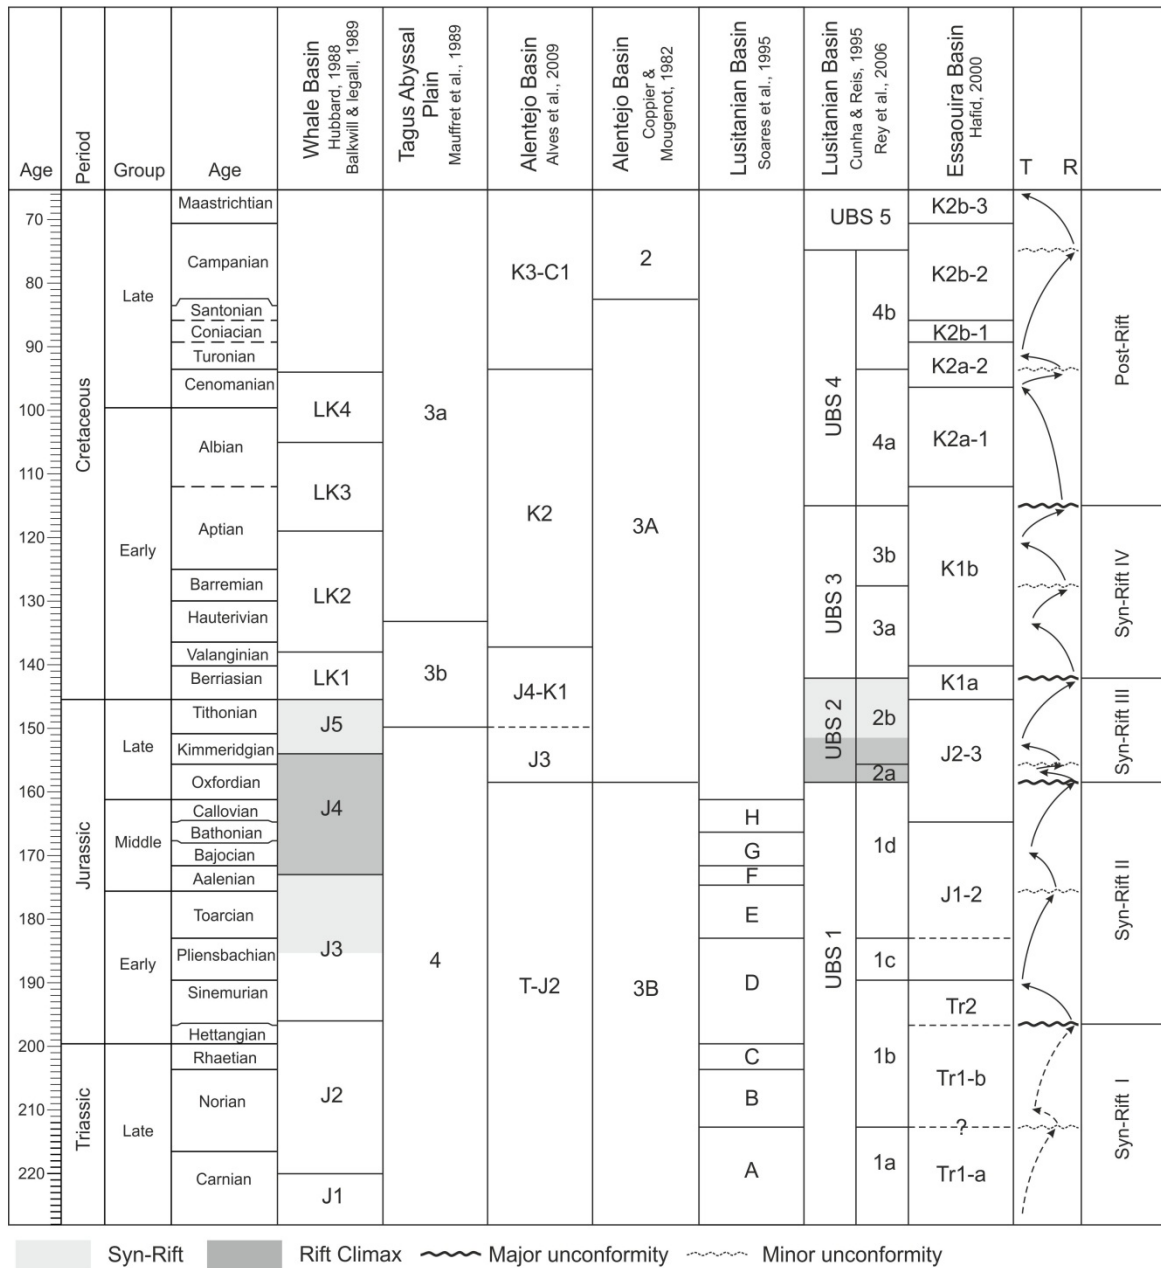 Age
Period
Group
Age
Whale Basin
Hubbard, 1988
Balkwill & legall, 1989
Tagus Abyssal
Plain
Mauffret et al., 1989
Alentejo Basin
Alves et al., 2009
Alentejo Basin
Coppier &
Mougenot, 1982
Lusitanian Basin
Soares et al., 1995
Lusitanian Basin
Cunha & Reis, 1995
Rey et al., 2006
Essaouira Basin
Hafid, 2000
T R
70
80
90
100
110
120
130
140
150
160
170
180
190
200
210
220
Cretaceous
Jurassic
Triassic
Late
Early
Late
Middle
Early
Late
Maastrichtian
Campanian
Santonian
Coniacian
Turonian
Cenomanian
Albian
Aptian
Barremian
Hauterivian
Valanginian
Berriasian
Tithonian
Kimmeridgian
Oxfordian
Callovian
Bathonian
Bajocian
Aalenian
Toarcian
Pliensbachian
Sinemurian
Hettangian
Rhaetian
Norian
Carnian
LK4
LK3
LK2
LK1
J5
J4
J3
J2
J1
3a
3b
4
K3-C1
K2
J4-K1
J3
T-J2
2
3A
3B
H
G
F
E
D
C
B
A
UBS 5
UBS 4
UBS 3
UBS 2
UBS 1
4b
4a
3b
3a
2b
2a
1d
1c
1b
1a
K2b-3
K2b-2
K2b-1
K2a-2
K2a-1
K1b
K1a
J2-3
J1-2
Tr2
Tr1-b
?
Tr1-a
Post-Rift
Syn-Rift IV
Syn-Rift III
Syn-Rift II
Syn-Rift I
Syn-Rift
Rift Climax
Major unconformity
Minor unconformity